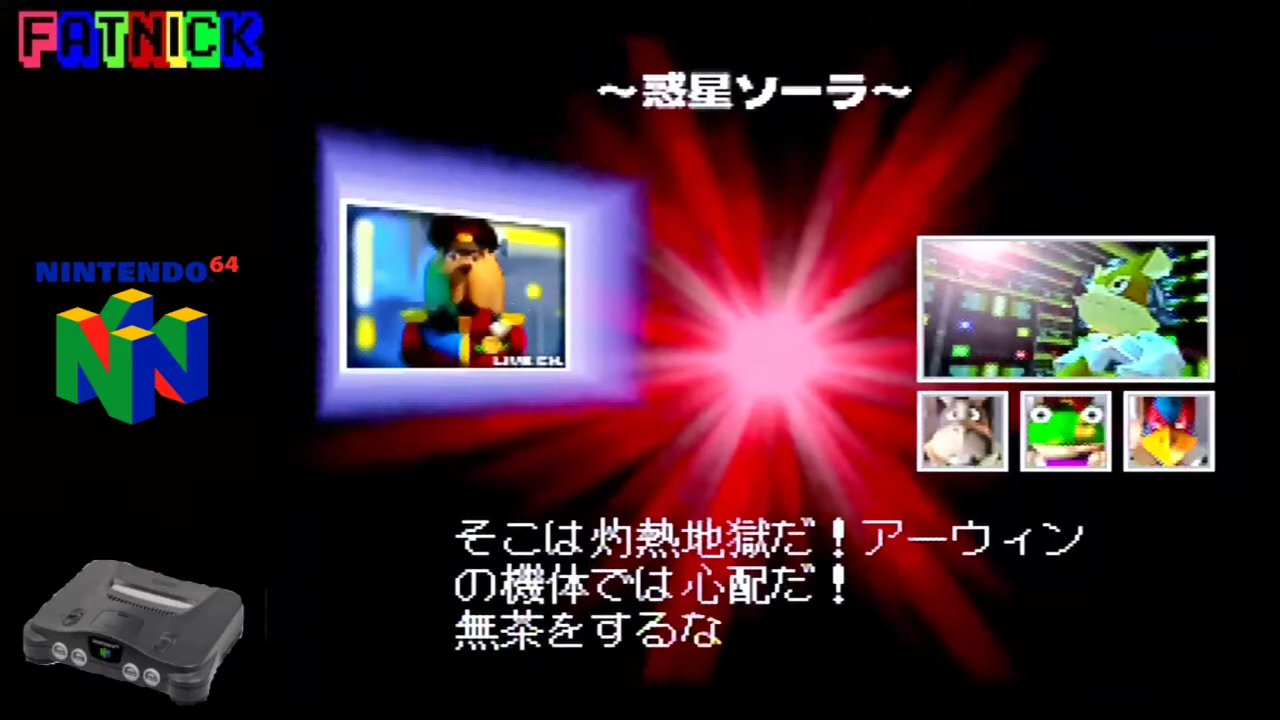 FATNICK
～惑星ソーラ～
NINTENDO64
LIVE CH.
そこは灼熱地獄だ！アーウィン
の機体では心配だ！
無茶をするな